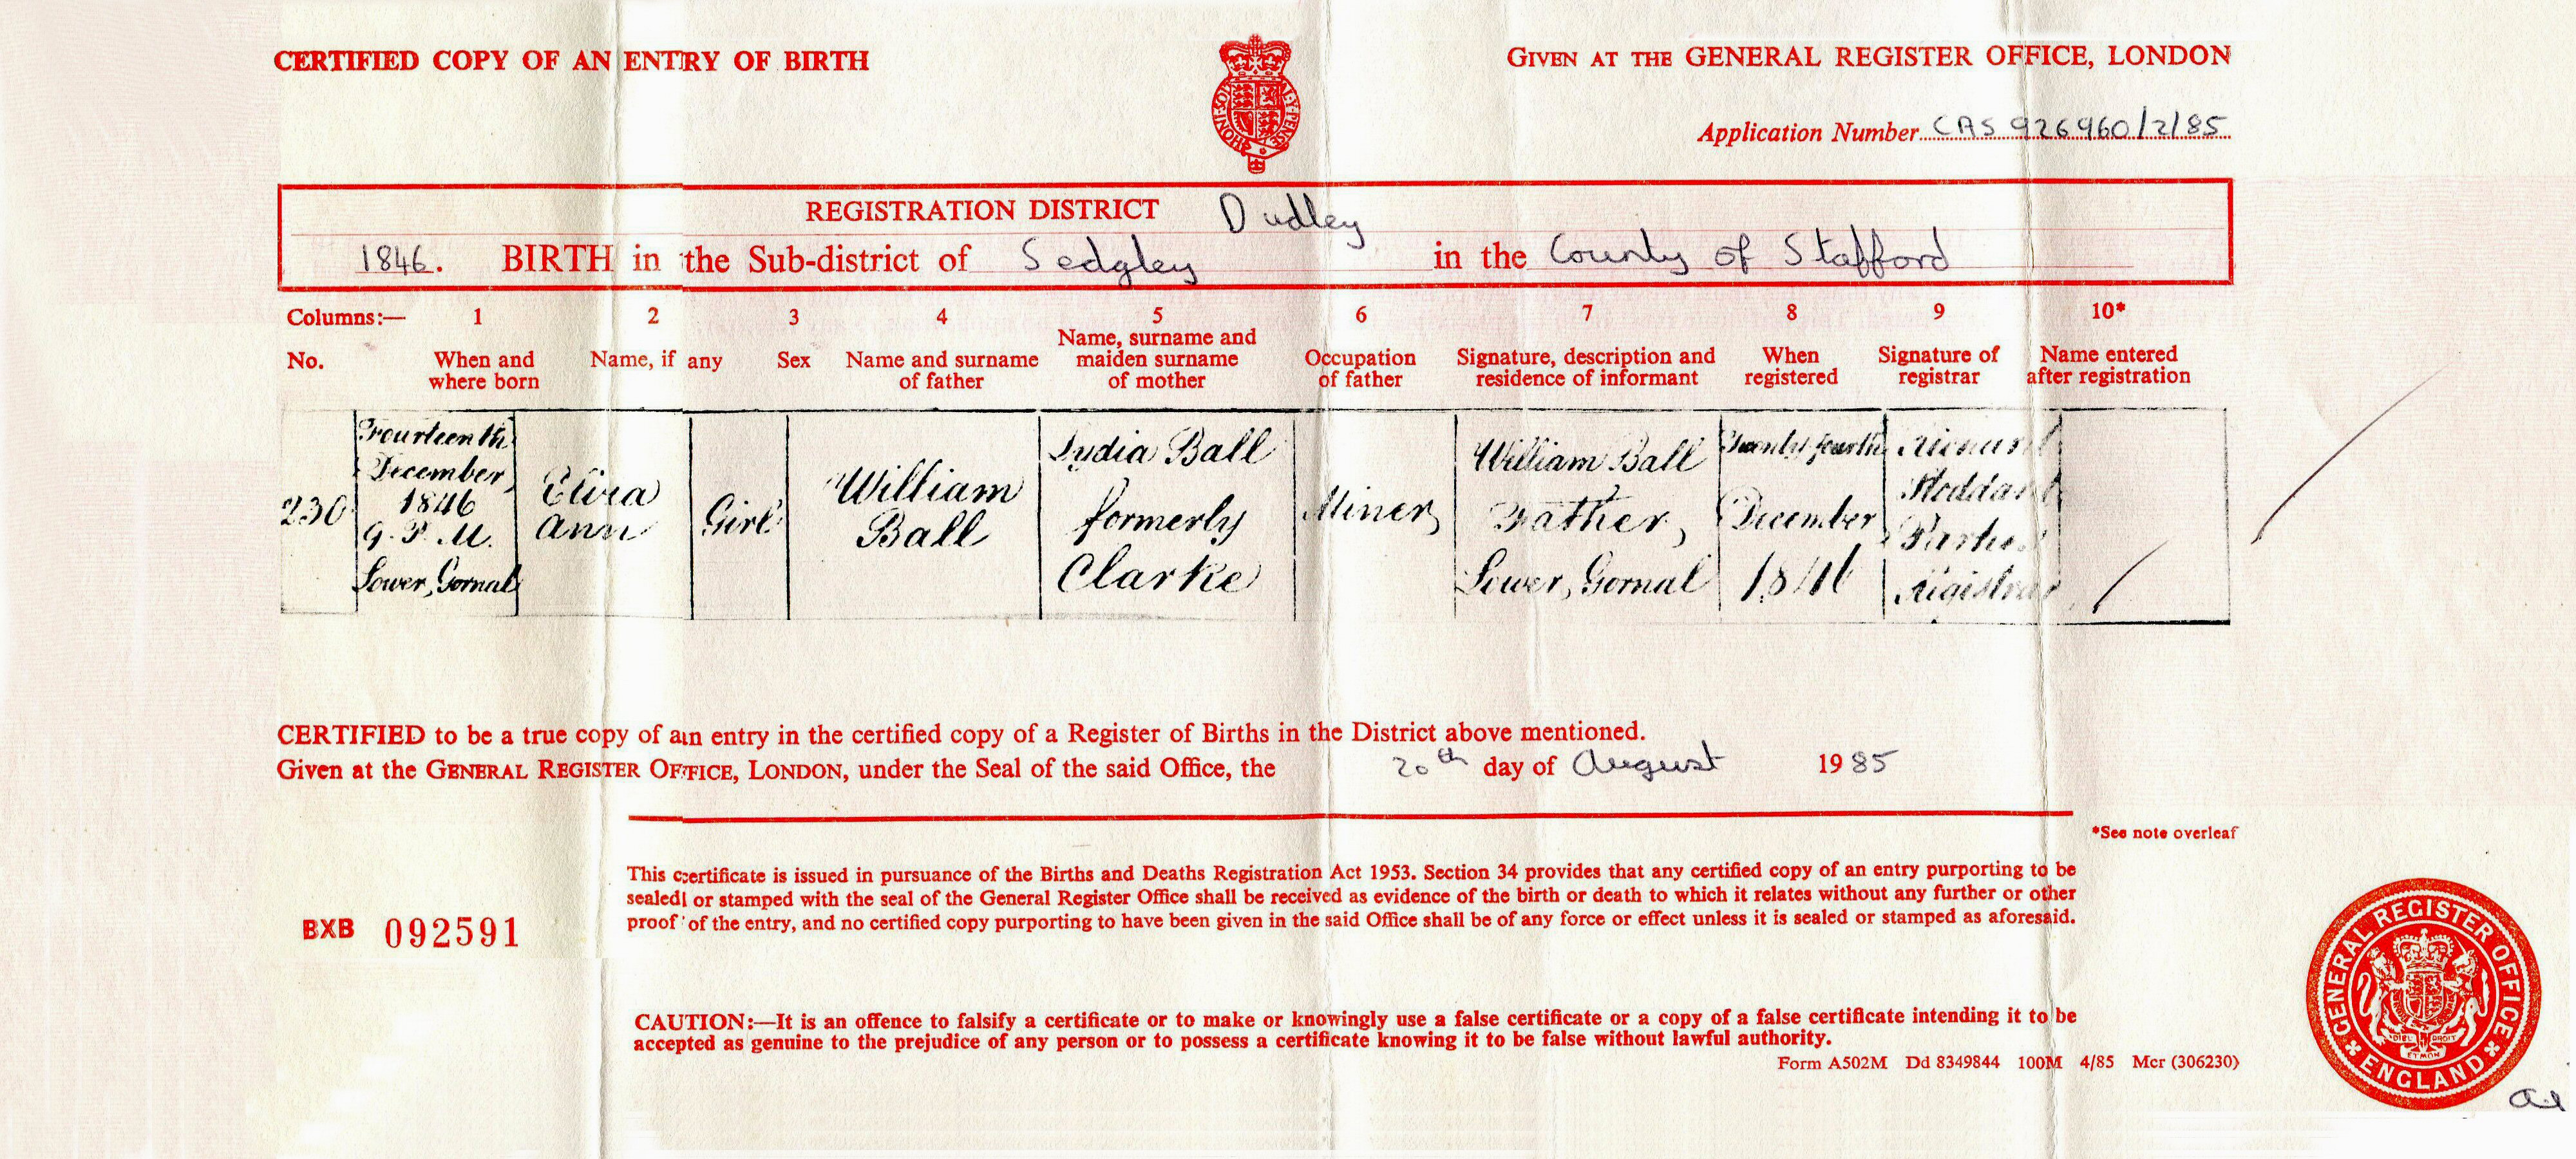 CERTIFIED COPY OF AN ENTRY OF BIRTH
GIVEN AT THE GENERAL REGISTER OFFICE, LONDON
Application Number CAS 926960/2/85
REGISTRATION DISTRICT Dudley
1846. BIRTH in the Sub-district of Sedgley in the County of Stafford
Columns:— 1 2 3 4 5 6 7 8 9 10*
No.
When and
where born
Name, if any
Sex
Name and surname
of father
Name, surname and
maiden surname
of mother
Occupation
of father
Signature, description and
residence of informant
When
registered
Signature of
registrar
Name entered
after registration
230
Fourteenth
December
1846
9. P. M.
Lower Gornal
Eliza
Ann
Girl
William
Ball
Lydia Ball
formerly
Clarke
Miner
William Ball
Father,
Lower Gornal
Twenty fourth
December
1846
Richard
Stoddart
Registrar
CERTIFIED to be a true copy of an entry in the certified copy of a Register of Births in the District above mentioned.
Given at the GENERAL REGISTER OFFICE, LONDON, under the Seal of the said Office, the 20th day of August 1985
*See note overleaf
This certificate is issued in pursuance of the Births and Deaths Registration Act 1953. Section 34 provides that any certified copy of an entry purporting to be
sealed or stamped with the seal of the General Register Office shall be received as evidence of the birth or death to which it relates without any further or other
proof of the entry, and no certified copy purporting to have been given in the said Office shall be of any force or effect unless it is sealed or stamped as aforesaid.
BXB 092591
CAUTION:—It is an offence to falsify a certificate or to make or knowingly use a false certificate or a copy of a false certificate intending it to be
accepted as genuine to the prejudice of any person or to possess a certificate knowing it to be false without lawful authority.
Form A502M Dd 8349844 100M 4/85 Mcr (306230)
GENERAL REGISTER OFFICE
ENGLAND